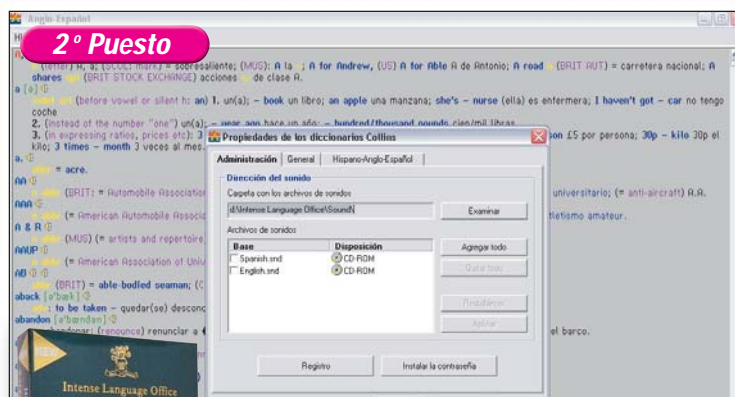 Anglo-Español
2º Puesto
(letter) A, a; (SCOL: mark) = sobresaliente; (MUS): A la ; A for Andrew, (US) A for Able A de Antonio; A road (BRIT AUT) = carretera nacional; A
shares (BRIT STOCK EXCHANGE) acciones de clase A.
(before vowel or silent h: an) 1. un(a); – book un libro; an apple una manzana; she's – nurse (ella) es enfermera; I haven't got – car no tengo
coche
2. (instead of the number "one") un(a); – year ago hace un año; – hundred/thousand pounds cien/mil libras
3. (in expressing ratios, prices etc): 3
son £5 por persona; 30p – kilo 30p el
kilo; 3 times – month 3 veces al mes.
Propiedades de los diccionarios Collins
Administración General Hispano-Anglo-Español
Dirección del sonido
Carpeta con los archivos de sonidos
d:\Intense Language Office\Sound\
Examinar
Archivos de sonidos
Base Disposición
Spanish.snd CD-ROM
English.snd CD-ROM
Agregar todo
Quitar todo
Restablecer
Aplicar
Registro
Instalar la contraseña
= acre.
AA
(BRIT: = Automobile Association
universitario; (= anti-aircraft) A.A.
AAA
(= American Automobile Associa
tletismo amateur.
A & R
(MUS) (= artists and repertoire
AAUP
(= American Association of Univ
AB
(BRIT) = able-bodied seaman;
aback [ə'bæk]
: to be taken – quedar(se) desconc
abandon [ə'bændən]
abandonar; (renounce) renunciar a
el barco.
NEW
Intense Language Office